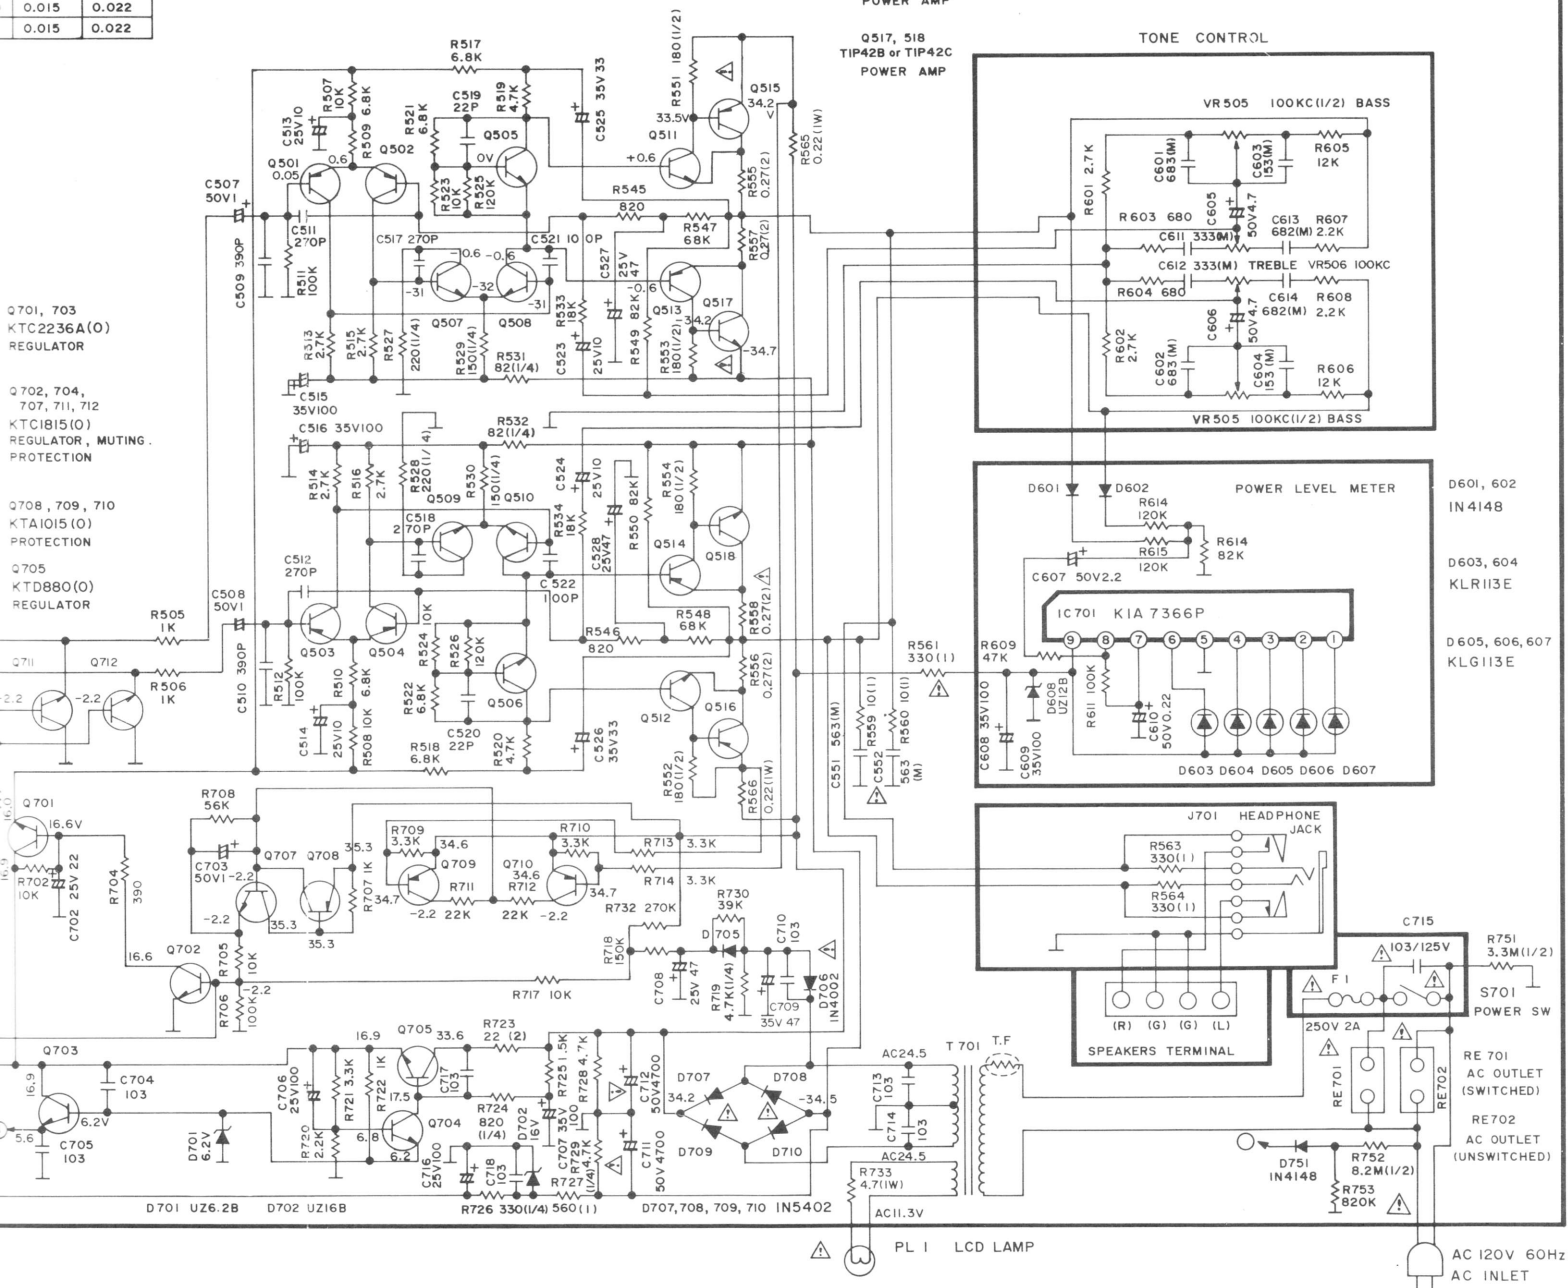 0.015 0.022
0.015 0.022
POWER AMP
Q517, 518
TIP42B or TIP42C
POWER AMP
TONE CONTROL
R517
6.8K
R507
10K
C513
25V10
R509 6.8K
R521
6.8K
C519
22P
R519
4.7K
Q505
C525 35V 33
R551 180(1/2)
Q515
34.2
V
33.5V
Q511
R565
0.22(1W)
Q501
0.05
0.6
Q502
0V
R523
10K
R525
120K
+0.6
R545
820
R555
0.27(2)
C507
50V1
C511
270P
C509 390P
R511
100K
C517 270P
C521 10 0P
-0.6
-0.6
-31
-32
-31
C527
25V
47
R547
68K
R557
0.27(2)
-0.6
Q517
Q513
-34.2
-34.7
R513
2.7K
R515
2.7K
R527
220(1/4)
Q507
Q508
R529
150(1/4)
R531
82(1/4)
R533
18K
C523
25V10
R549 82K
R553
180(1/2)
C515
35V100
VR505 100KC(1/2) BASS
R601 2.7K
C601
683(M)
C603
153(M)
R605
12K
R603 680
C605
50V4.7
C613
682(M)
R607
2.2K
C611 333(M)
C612 333(M) TREBLE VR506 100KC
R604 680
C614
682(M)
R608
2.2K
C606
50V4.7
R602
2.7K
C602
683(M)
C604
153 (M)
R606
12K
VR505 100KC(1/2) BASS
Q701, 703
KTC2236A(O)
REGULATOR
Q702, 704,
707, 711, 712
KTC1815(O)
REGULATOR, MUTING.
PROTECTION
Q708, 709, 710
KTA1015(O)
PROTECTION
Q705
KTD880(O)
REGULATOR
C516 35V100
R532
82(1/4)
R514
2.7K
R516
2.7K
R528
220(1/4)
R530
150(1/4)
Q509
Q510
C518
270P
C524
25V10
R534
18K
C528
25V47
R550 82K
R554
180(1/2)
Q514
Q518
C512
270P
C522
100P
C508
50V1
R505
1K
R506
1K
Q711
-2.2
Q712
-2.2
C510 390P
R512
100K
Q503
Q504
R510
6.8K
R524
10K
R526
120K
R546
820
R548
68K
R558
0.27(2)
R556
0.27(2)
C514
25V10
R508 10K
R522
6.8K
Q506
C520
22P
R518
6.8K
R520
4.7K
C526
35V33
Q512
Q516
R552
180(1/2)
R566
0.22(1W)
C551 563(M)
R559 10(1)
C552
563
(M)
R560 10(1)
R561
330(1)
D601
D602
POWER LEVEL METER
R614
120K
R615
120K
R614
82K
C607 50V2.2
IC701 KIA 7366P
9 8 7 6 5 4 3 2 1
R609
47K
C608 35V100
C609
35V100
D608
UZ12B
R611 100K
C610
50V0.22
D603 D604 D605 D606 D607
D601, 602
IN4148
D603, 604
KLR113E
D605, 606, 607
KLG113E
Q701
16.0
16.6V
16.9
R702
10K
C702 25V 22
R704
390
R708
56K
C703
50V1
-2.2
Q707
Q708
35.3
-2.2
35.3
35.3
R707 1K
R709
3.3K
34.6
Q709
34.7
-2.2
R711
22K
R712
22K
R710
3.3K
Q710
34.6
34.7
-2.2
R713
3.3K
R714
3.3K
R732 270K
R730
39K
D705
C710
103
R718
150K
C708
25V 47
R719
4.7K(1/4)
C709
35V 47
D706
IN4002
Q702
16.6
R705
10K
-2.2
R706
100K
R717 10K
J701 HEADPHONE
JACK
R563
330(1)
R564
330(1)
(R) (G) (G) (L)
SPEAKERS TERMINAL
C715
103/125V
R751
3.3M(1/2)
F1
250V 2A
S701
POWER SW
RE 701
AC OUTLET
(SWITCHED)
RE701
RE702
RE702
AC OUTLET
(UNSWITCHED)
Q703
16.9
6.2V
5.6
C704
103
C705
103
D701
6.2V
C706
25V100
R721 3.3K
R722 1K
R720
2.2K
16.9
Q705
33.6
17.5
C717
103
R723
22 (2)
R724
820
(1/4)
6.8
Q704
6.2
C716
25V100
C718
103
D702
16V
R725 1.5K
C707 35V
100
R728 4.7K
R729
(1/4)4.7K
C712
50V4700
C711
50V 4700
R726 330(1/4)
R727
560(1)
D707
34.2
D708
-34.5
D709
D710
AC24.5
C713
103
C714
103
AC24.5
T 701
T.F
R733
4.7(1W)
AC11.3V
D751
IN4148
R752
8.2M(1/2)
R753
820K
D701 UZ6.2B D702 UZ16B
D707,708, 709, 710 IN5402
PL 1 LCD LAMP
AC 120V 60Hz
AC INLET